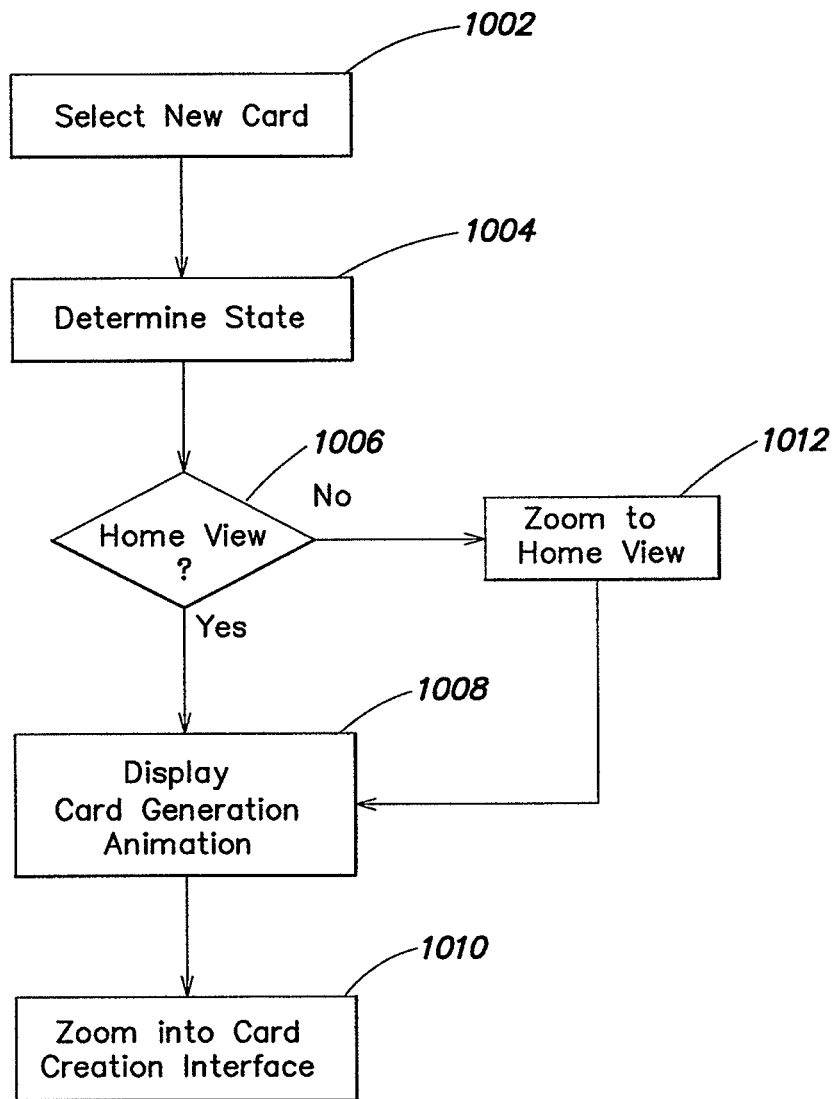 1002
Select New Card
1004
Determine State
1006
Home View
?
No
1012
Zoom to
Home View
Yes
1008
Display
Card Generation
Animation
1010
Zoom into Card
Creation Interface